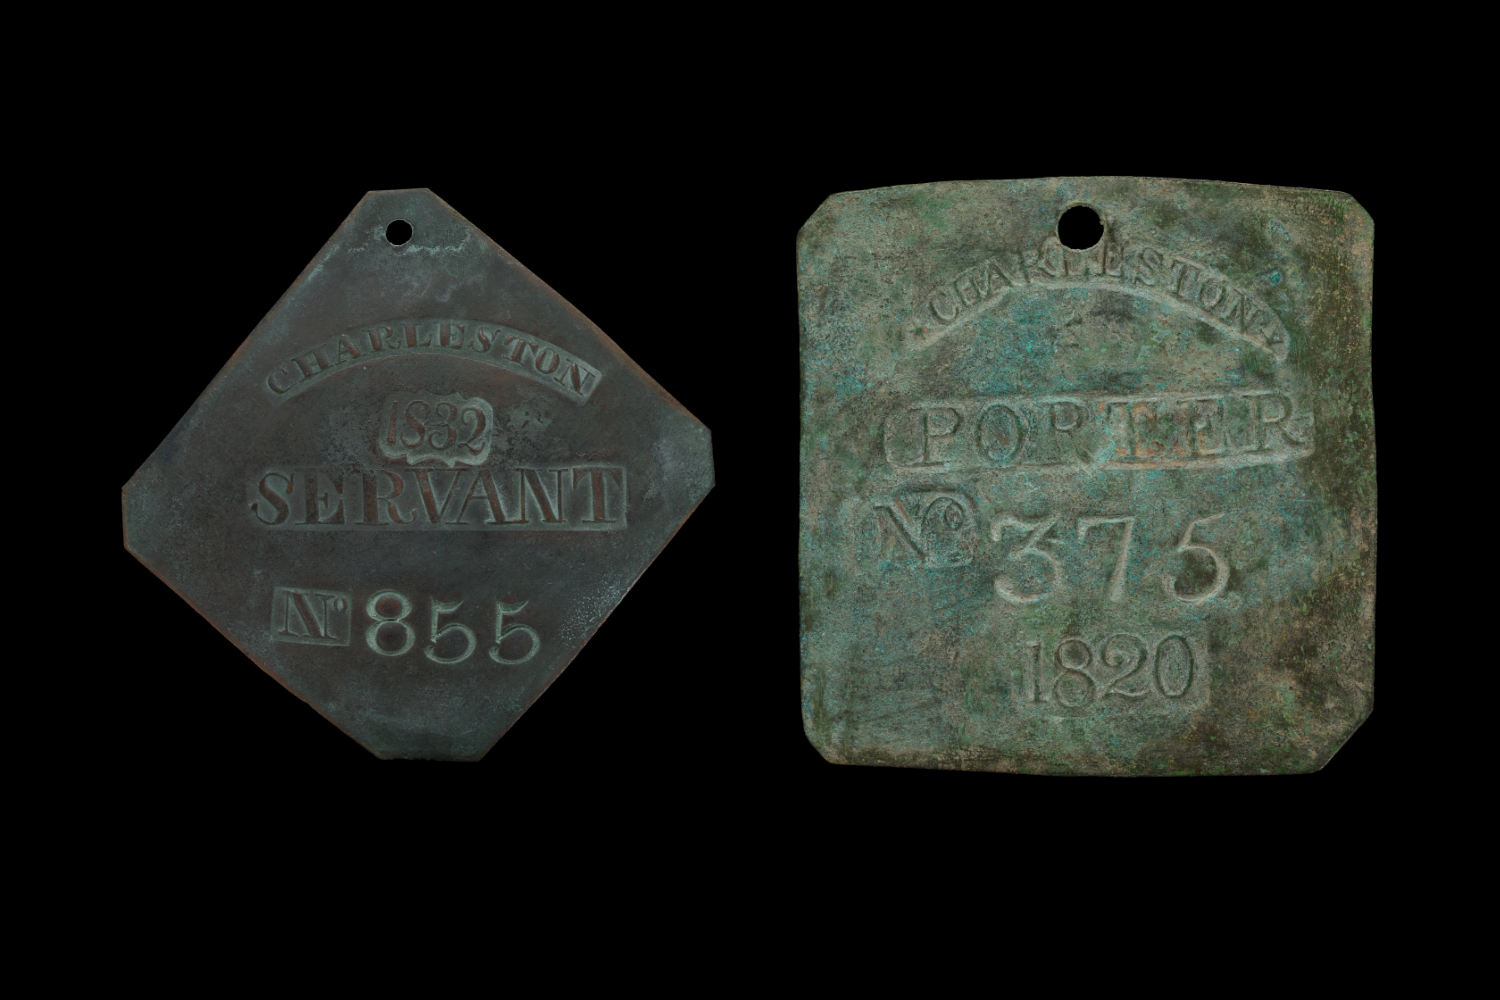 CHARLESTON
1832
SERVANT
No 855
CHARLESTON
PORTER
No 375
1820